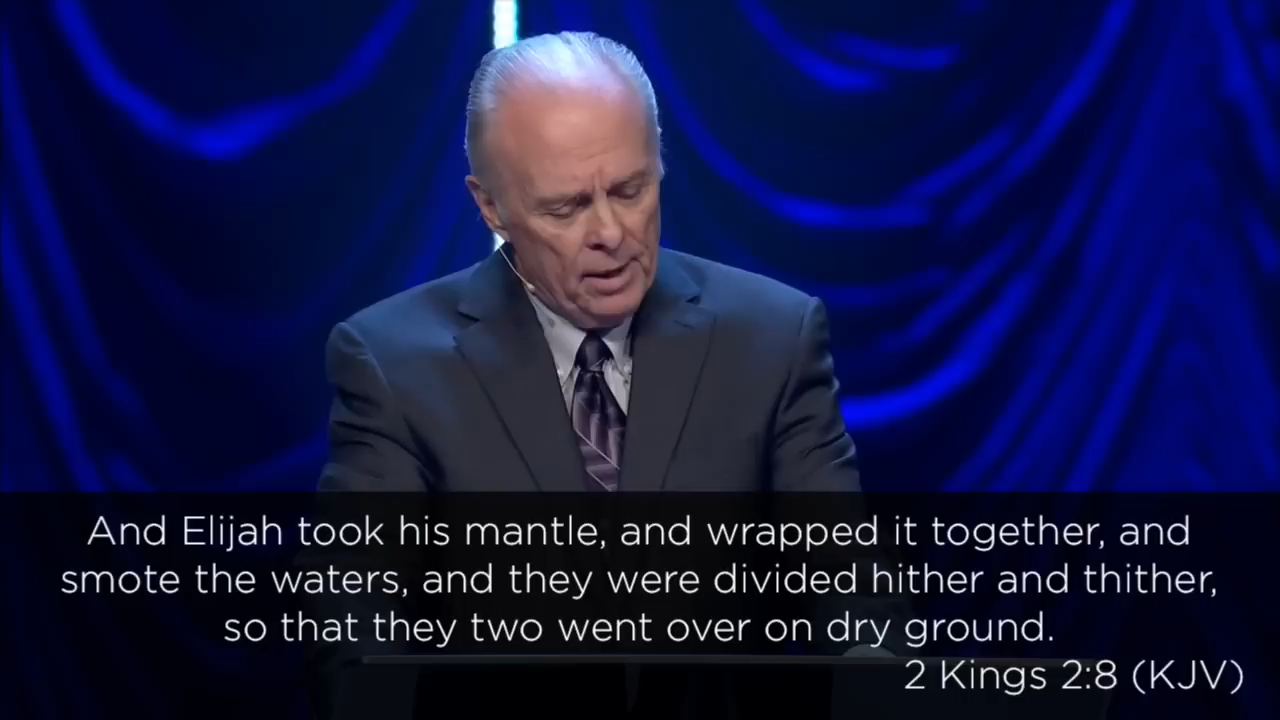 And Elijah took his mantle, and wrapped it together, and
smote the waters, and they were divided hither and thither,
so that they two went over on dry ground.
2 Kings 2:8 (KJV)